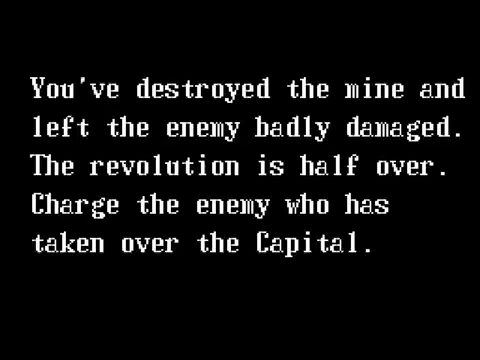 You've destroyed the mine and
left the enemy badly damaged.
The revolution is half over.
Charge the enemy who has
taken over the Capital.